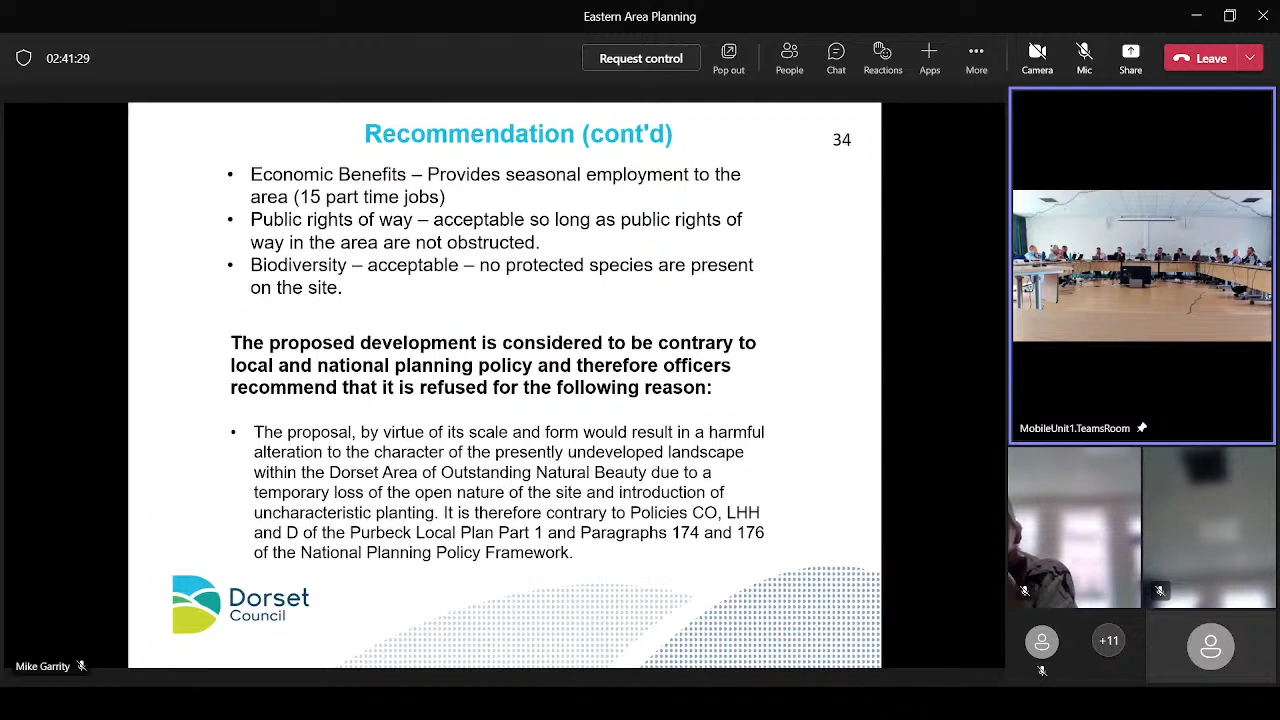 Eastern Area Planning
02:41:29
Request control
Pop out
People
Chat
Reactions
Apps
More
Camera
Mic
Share
Leave
Recommendation (cont'd)
34
• Economic Benefits – Provides seasonal employment to the
area (15 part time jobs)
• Public rights of way – acceptable so long as public rights of
way in the area are not obstructed.
• Biodiversity – acceptable – no protected species are present
on the site.
The proposed development is considered to be contrary to
local and national planning policy and therefore officers
recommend that it is refused for the following reason:
• The proposal, by virtue of its scale and form would result in a harmful
alteration to the character of the presently undeveloped landscape
within the Dorset Area of Outstanding Natural Beauty due to a
temporary loss of the open nature of the site and introduction of
uncharacteristic planting. It is therefore contrary to Policies CO, LHH
and D of the Purbeck Local Plan Part 1 and Paragraphs 174 and 176
of the National Planning Policy Framework.
Dorset
Council
Mike Garrity
MobileUnit1.TeamsRoom
+11